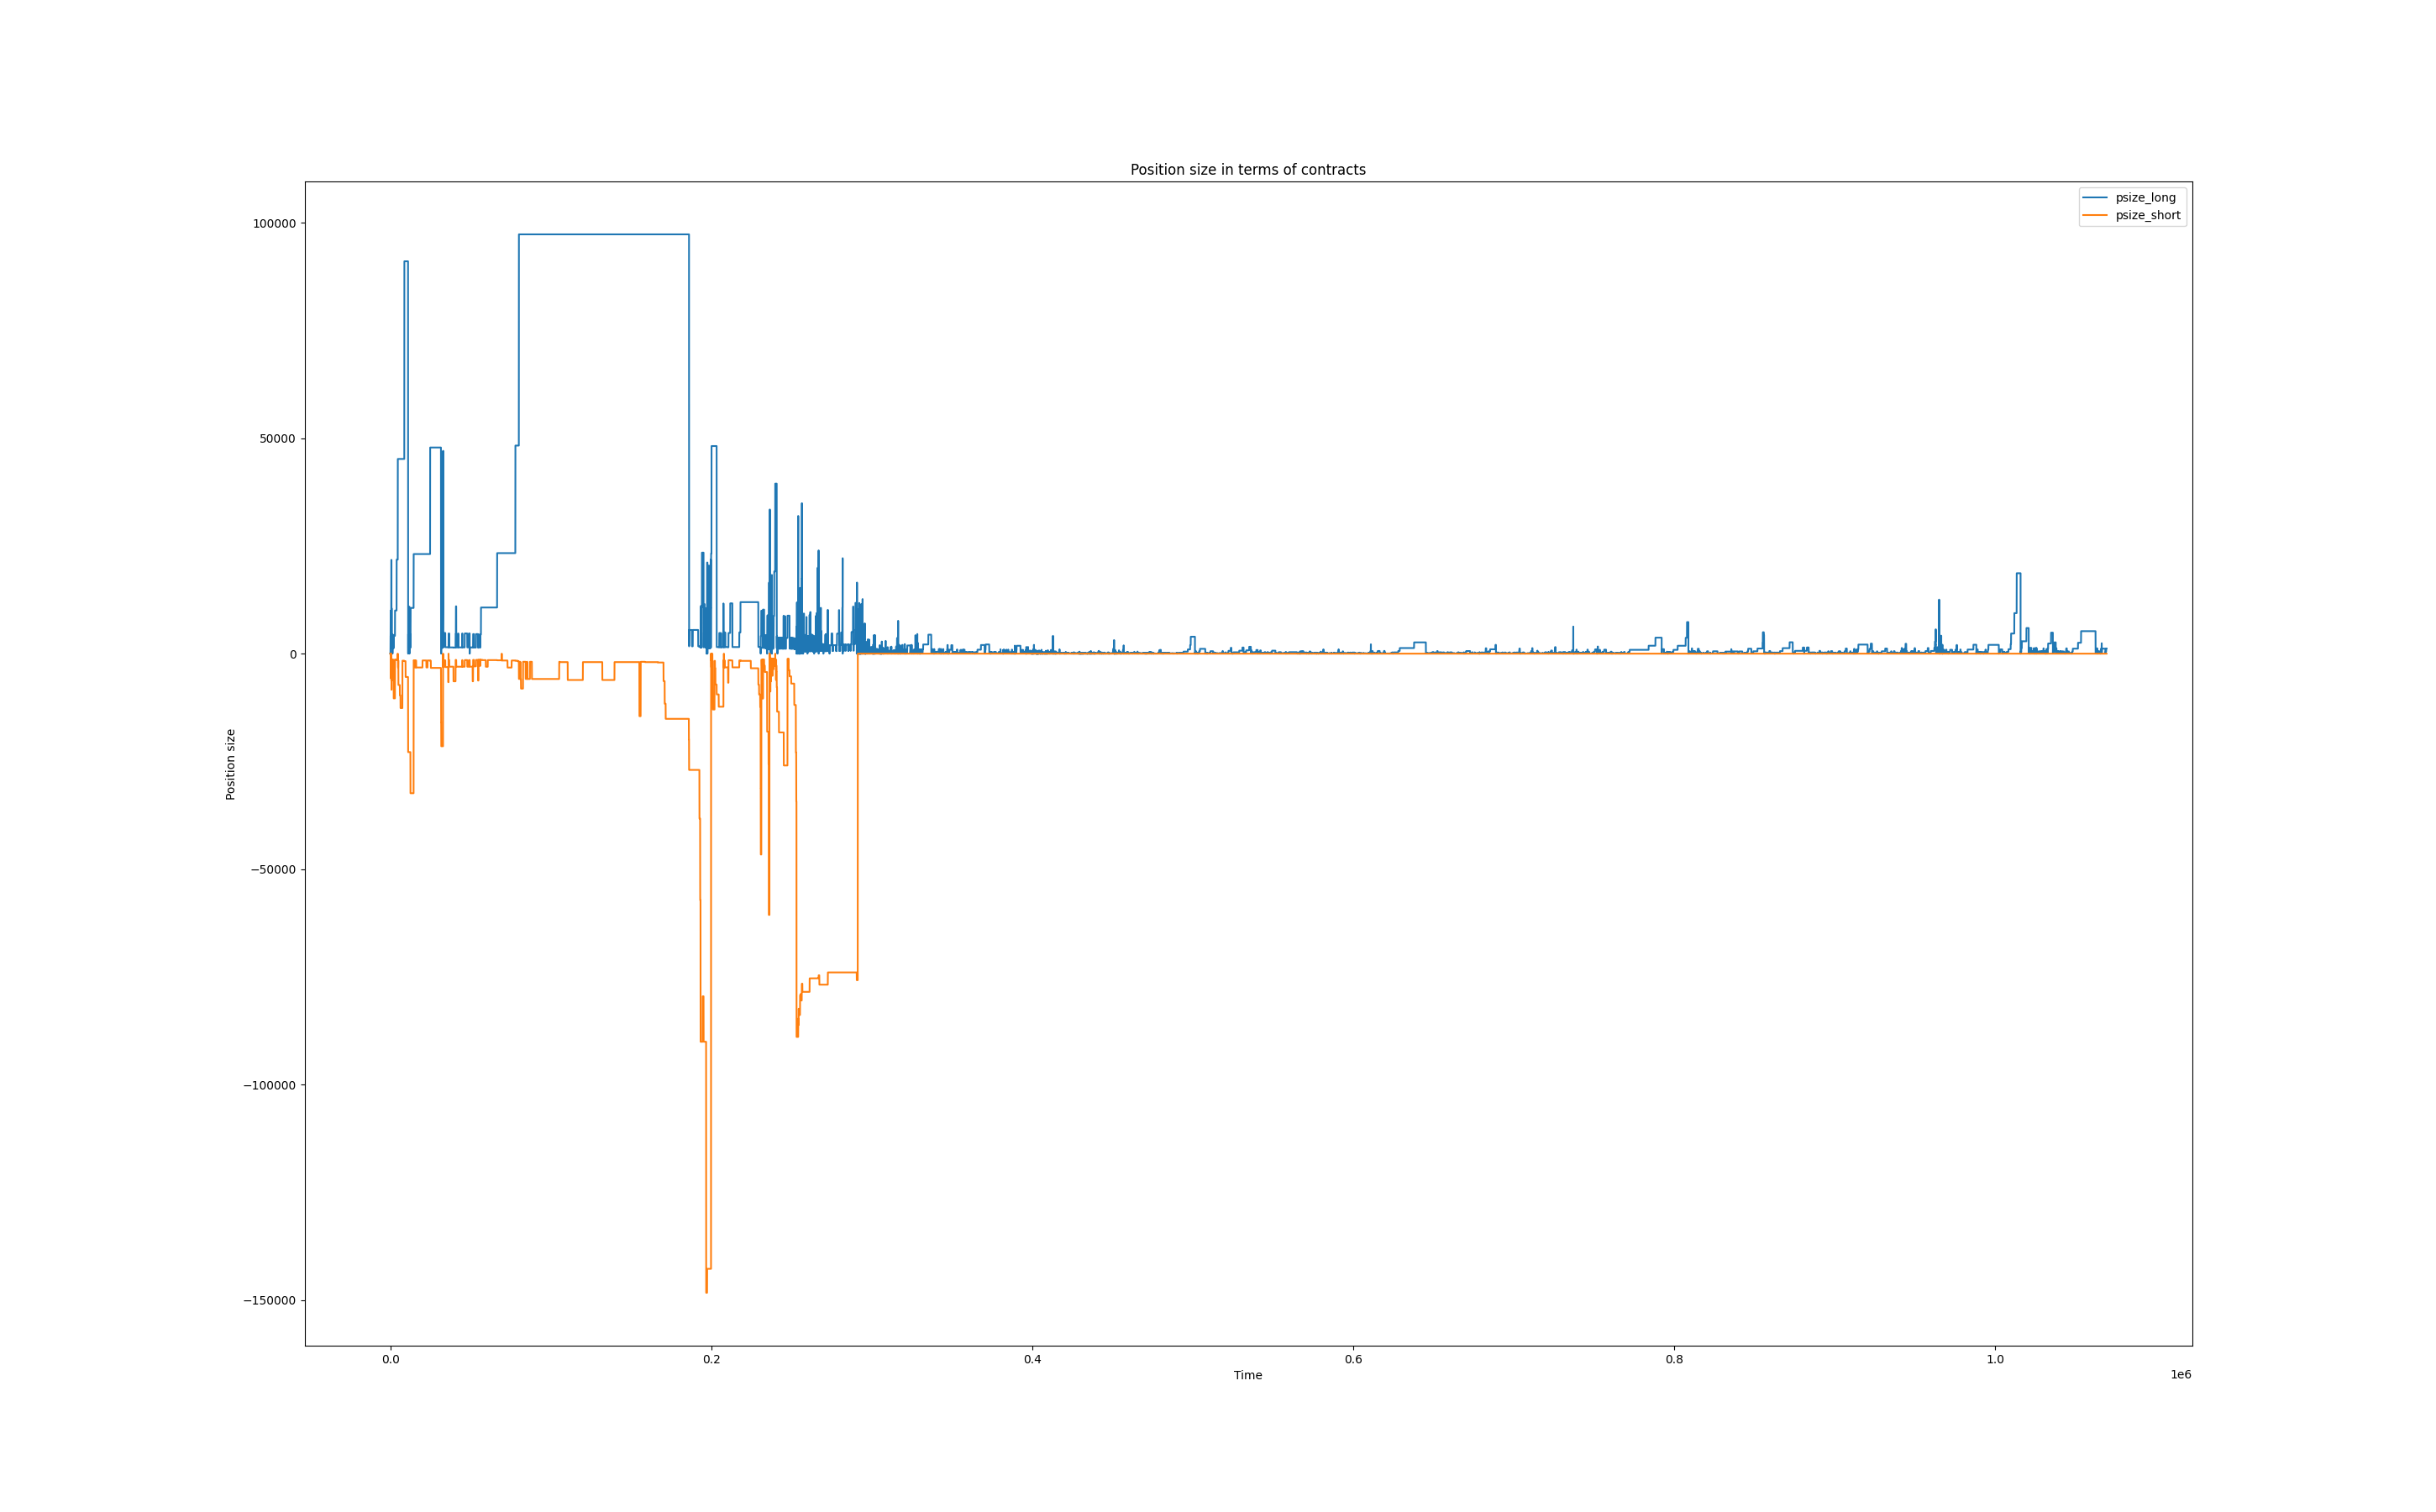 Position size in terms of contracts
psize_long
psize_short
100000
50000
0
−50000
−100000
−150000
Position size
0.0
0.2
0.4
0.6
0.8
1.0
Time
1e6